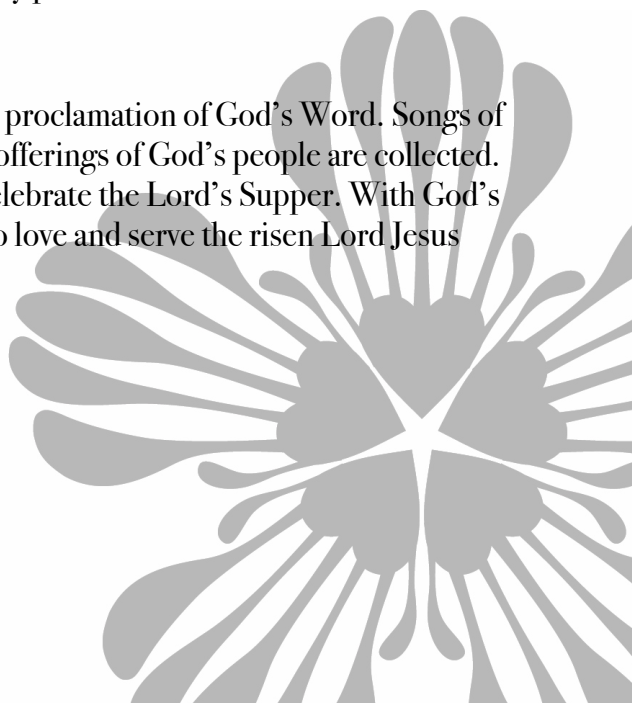 proclamation of God’s Word. Songs of
offerings of God’s people are collected.
celebrate the Lord’s Supper. With God’s
love and serve the risen Lord Jesus